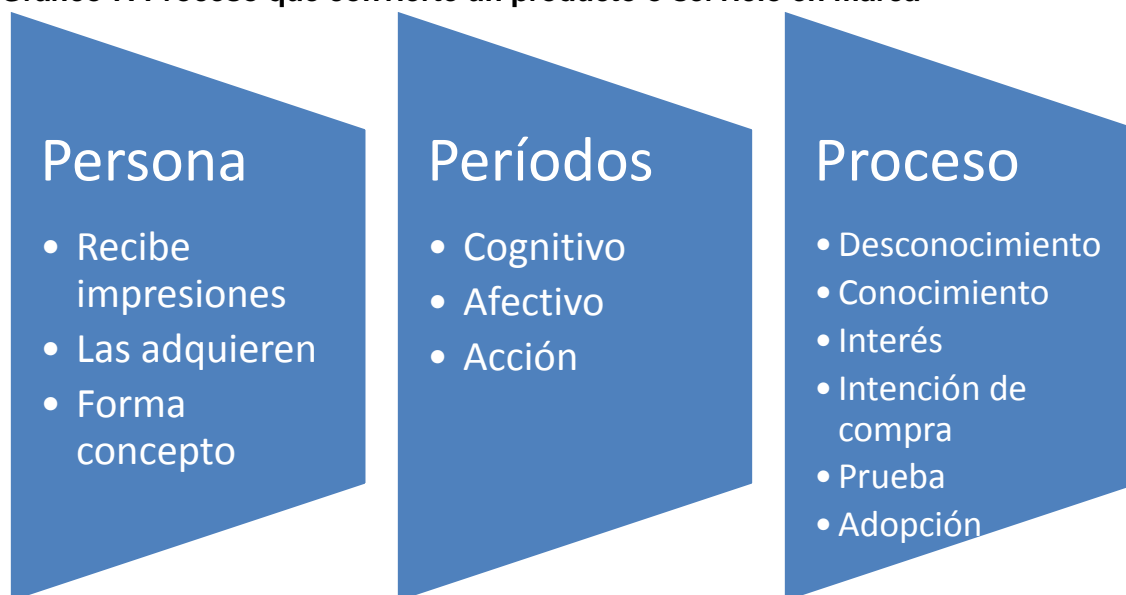 Proceso que convierte un producto o servicio en marca
Persona
• Recibe
impresiones
• Las adquieren
• Forma
concepto
Períodos
• Cognitivo
• Afectivo
• Acción
Proceso
• Desconocimiento
• Conocimiento
• Interés
• Intención de
compra
• Prueba
• Adopción